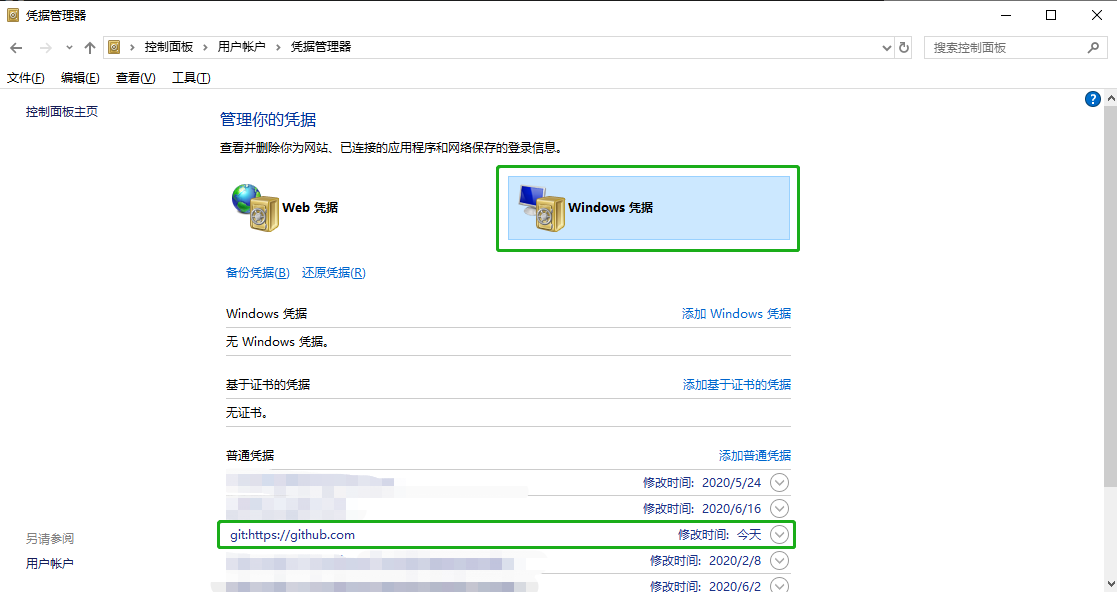 凭据管理器
控制面板 › 用户帐户 › 凭据管理器
搜索控制面板
文件(F) 编辑(E) 查看(V) 工具(T)
控制面板主页
管理你的凭据
查看并删除你为网站、已连接的应用程序和网络保存的登录信息。
Web 凭据
Windows 凭据
备份凭据(B) 还原凭据(R)
Windows 凭据 添加 Windows 凭据
无 Windows 凭据。
基于证书的凭据 添加基于证书的凭据
无证书。
普通凭据 添加普通凭据
修改时间: 2020/5/24
修改时间: 2020/6/16
git:https://github.com 修改时间: 今天
修改时间: 2020/2/8
修改时间: 2020/6/2
另请参阅
用户帐户